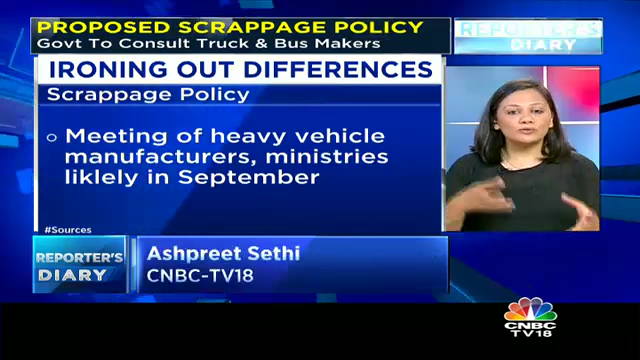 PROPOSED SCRAPPAGE POLICY
Govt To Consult Truck & Bus Makers
REPORTER'S
DIARY
IRONING OUT DIFFERENCES
Scrappage Policy
Meeting of heavy vehicle
manufacturers, ministries
liklely in September
#Sources
REPORTER'S
DIARY
Ashpreet Sethi
CNBC-TV18
CNBC
TV18